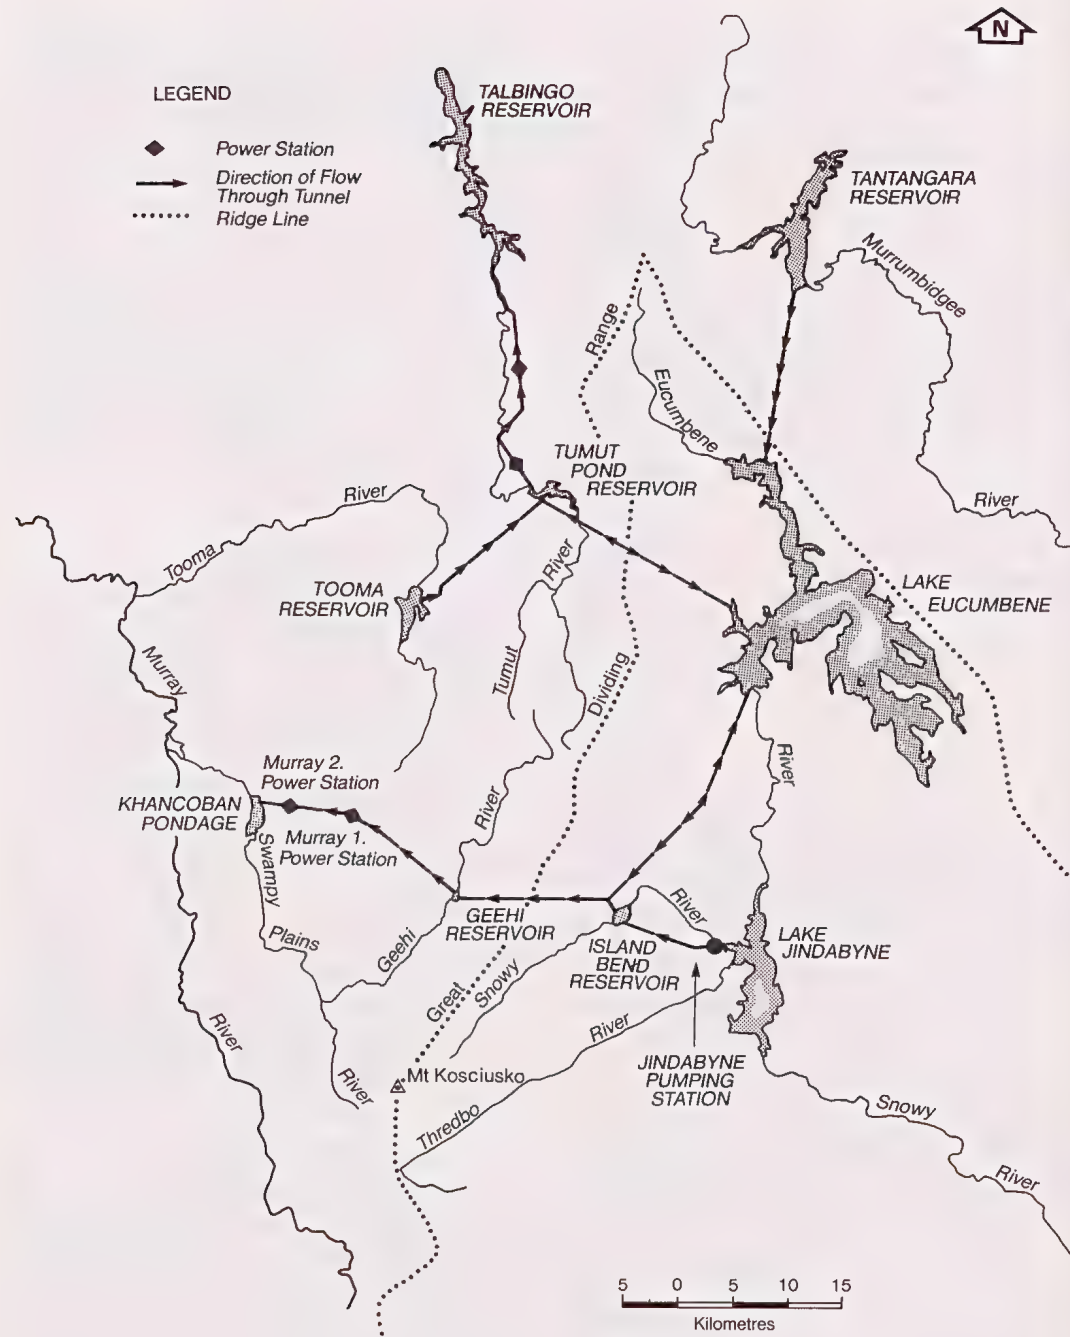 N
LEGEND
Power Station
Direction of Flow
Through Tunnel
Ridge Line
TALBINGO
RESERVOIR
TANTANGARA
RESERVOIR
Murrumbidgee
River
Range
Eucumbene
TUMUT
POND
RESERVOIR
River
Tooma
TOOMA
RESERVOIR
River
Tumut
Dividing
LAKE
EUCUMBENE
Murray
River
Murray 2.
Power Station
KHANCOBAN
PONDAGE
Murray 1.
Power Station
River
Swampy
Plains
Geehi
GEEHI
RESERVOIR
River
ISLAND
BEND
RESERVOIR
LAKE
JINDABYNE
Great
Snowy
River
River
River
Mt Kosciusko
JINDABYNE
PUMPING
STATION
Thredbo
Snowy
River
5 0 5 10 15
Kilometres